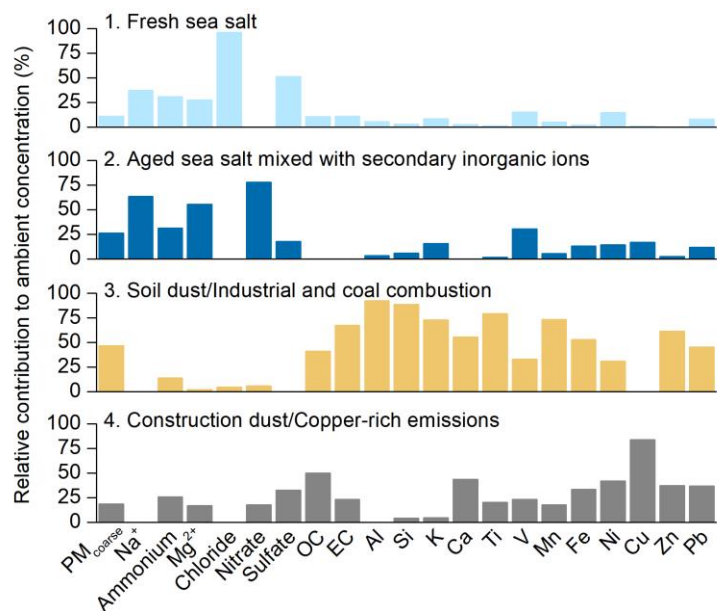 Relative contribution to ambient concentration (%)
1. Fresh sea salt
100
75
50
25
0
2. Aged sea salt mixed with secondary inorganic ions
100
75
50
25
0
3. Soil dust/Industrial and coal combustion
100
75
50
25
0
4. Construction dust/Copper-rich emissions
100
75
50
25
0
PM coarse
Na⁺
Ammonium
Mg²⁺
Chloride
Nitrate
Sulfate
OC
EC
Al
Si
K
Ca
Ti
V
Mn
Fe
Ni
Cu
Zn
Pb